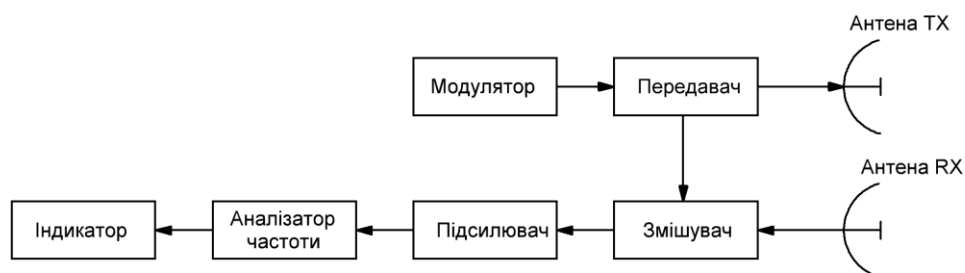 Антена TX
Модулятор
Передавач
Антена RX
Індикатор
Аналізатор
частоти
Підсилювач
Змішувач